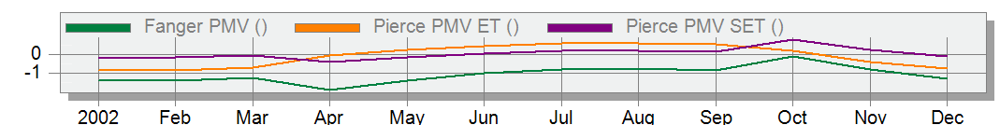 Fanger PMV () Pierce PMV ET () Pierce PMV SET ()
0
-1
2002 Feb Mar Apr May Jun Jul Aug Sep Oct Nov Dec